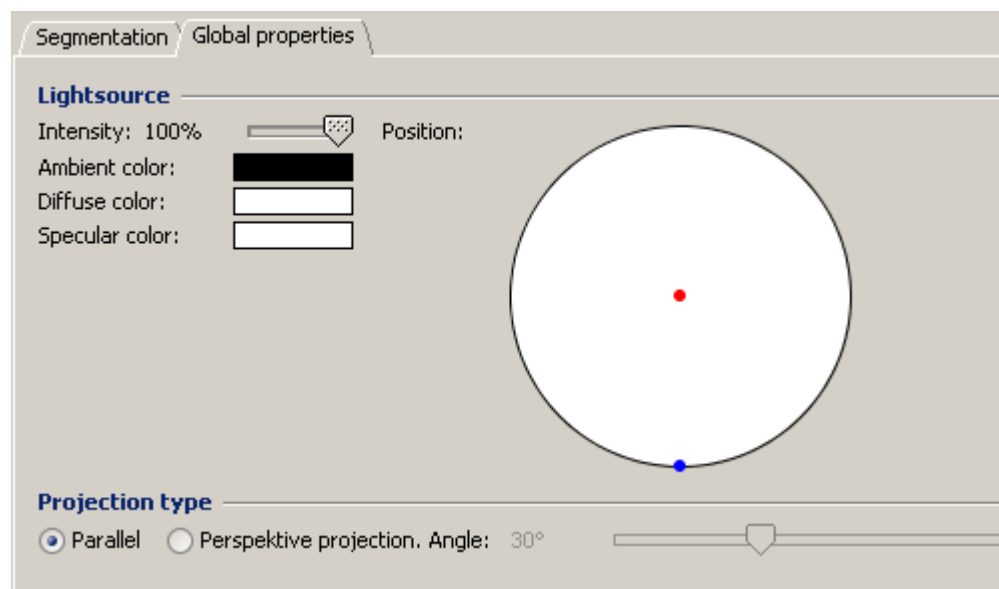 Segmentation Global properties
Lightsource
Intensity: 100% Position:
Ambient color:
Diffuse color:
Specular color:
Projection type
Parallel Perspektive projection. Angle: 30°